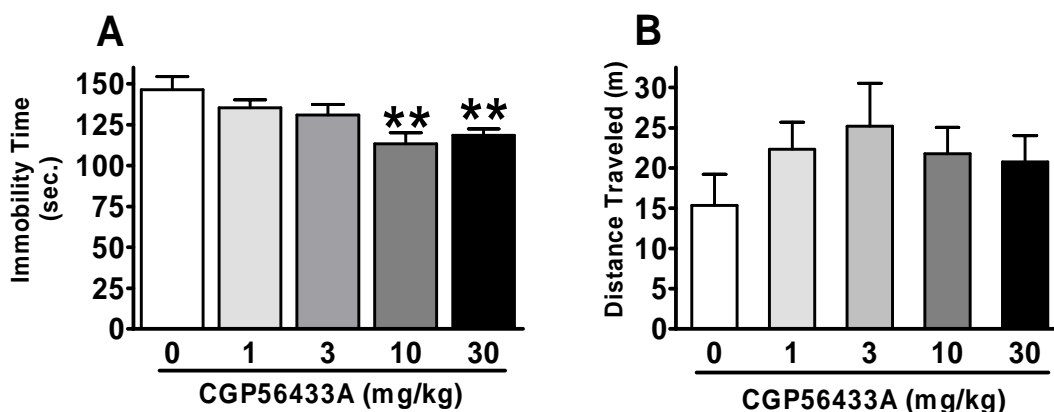 A
Immobility Time
(sec.)
150
125
100
75
50
25
0
** **
0 1 3 10 30
CGP56433A (mg/kg)
B
Distance Traveled (m)
30
25
20
15
10
5
0
0 1 3 10 30
CGP56433A (mg/kg)